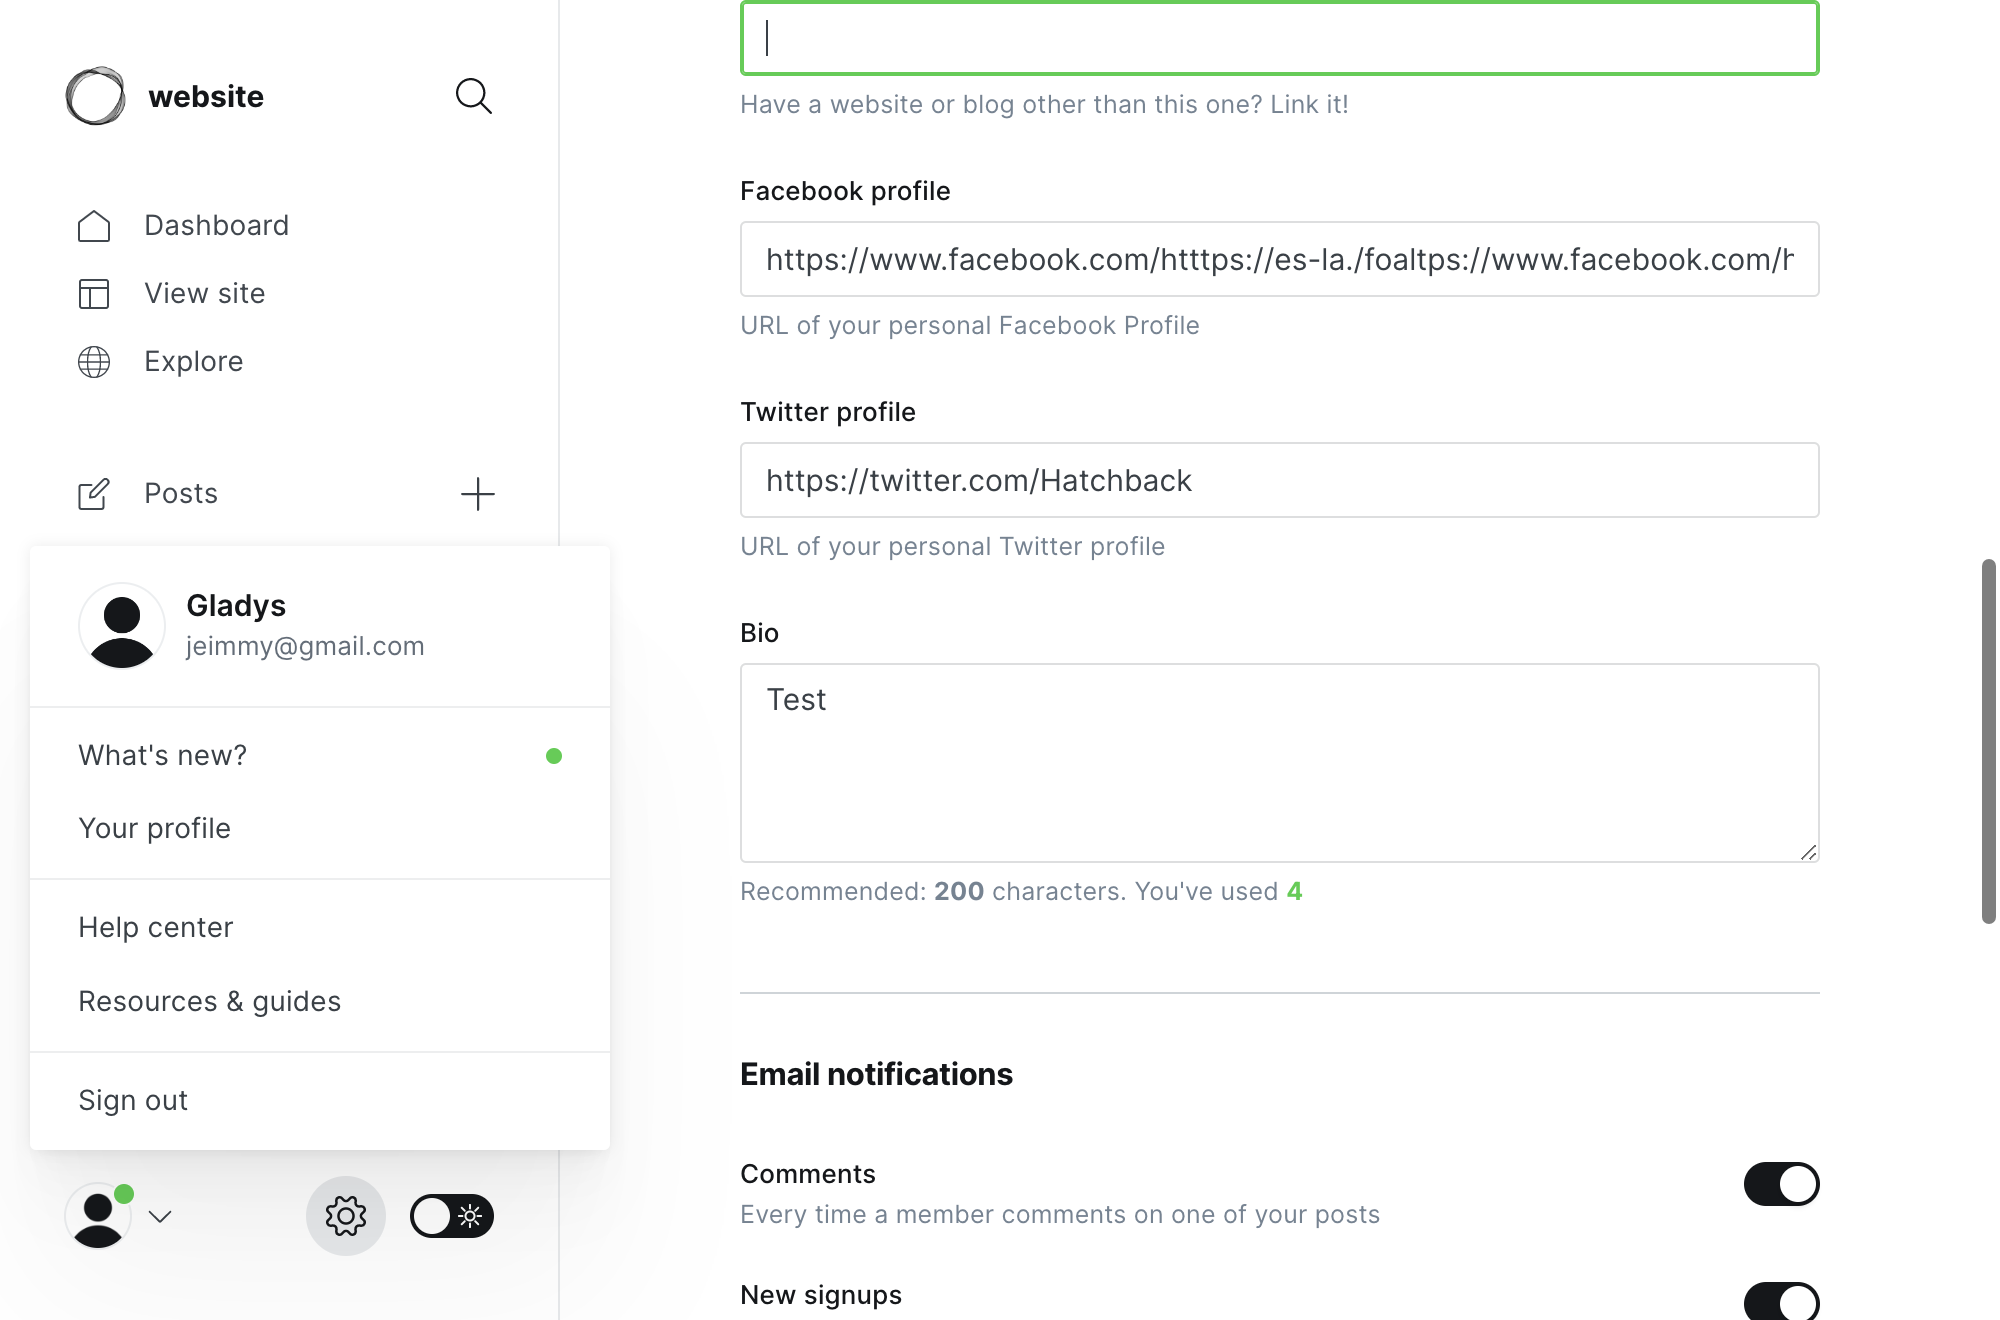 website
Dashboard
View site
Explore
Posts
Gladys
jeimmy@gmail.com
What's new?
Your profile
Help center
Resources & guides
Sign out
Have a website or blog other than this one? Link it!
Facebook profile
https://www.facebook.com/htttps://es-la./foaltps://www.facebook.com/h
URL of your personal Facebook Profile
Twitter profile
https://twitter.com/Hatchback
URL of your personal Twitter profile
Bio
Test
Recommended: 200 characters. You've used 4
Email notifications
Comments
Every time a member comments on one of your posts
New signups